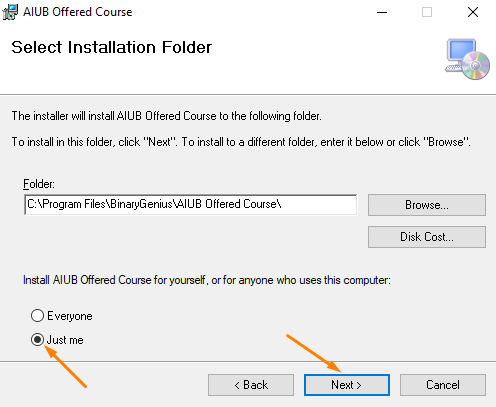 AIUB Offered Course
Select Installation Folder
The installer will install AIUB Offered Course to the following folder.
To install in this folder, click "Next". To install to a different folder, enter it below or click "Browse".
Folder:
C:\Program Files\BinaryGenius\AIUB Offered Course\
Browse...
Disk Cost...
Install AIUB Offered Course for yourself, or for anyone who uses this computer:
Everyone
Just me
< Back
Next >
Cancel